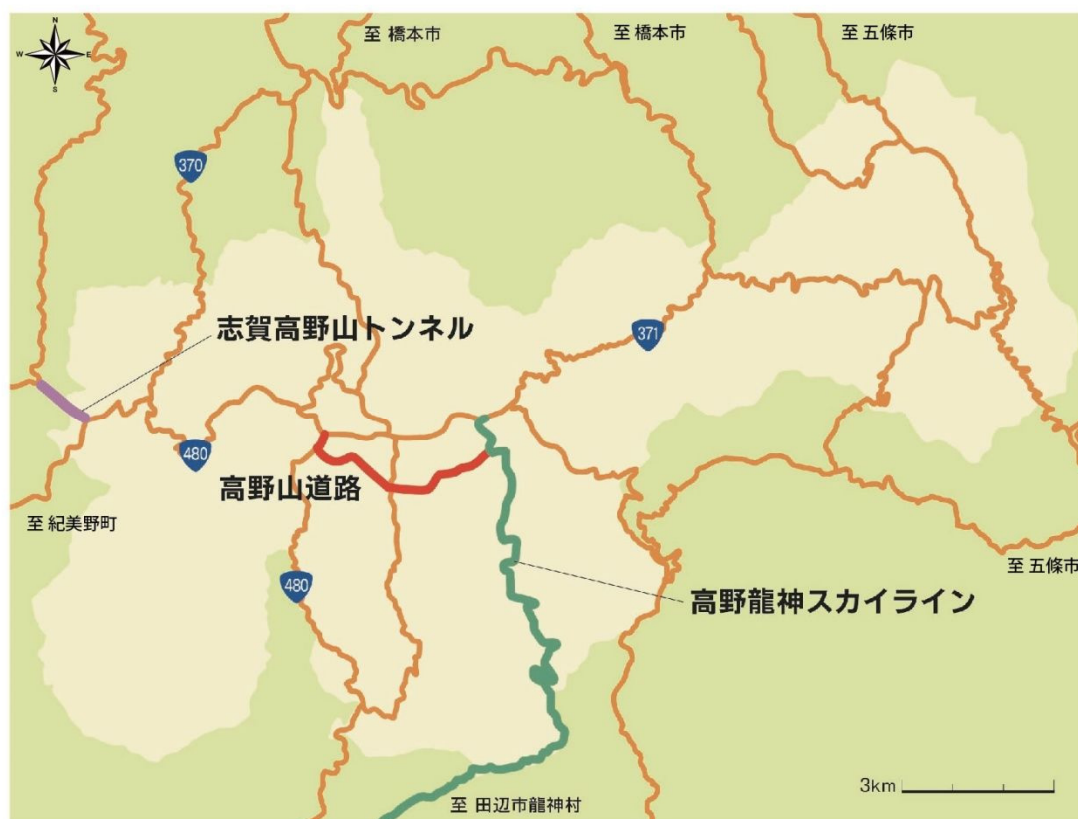 N
W
E
S
至 橋本市
至 橋本市
至 五條市
370
志賀高野山トンネル
371
480
高野山道路
至 紀美野町
480
至 五條市
高野龍神スカイライン
3km
至 田辺市龍神村